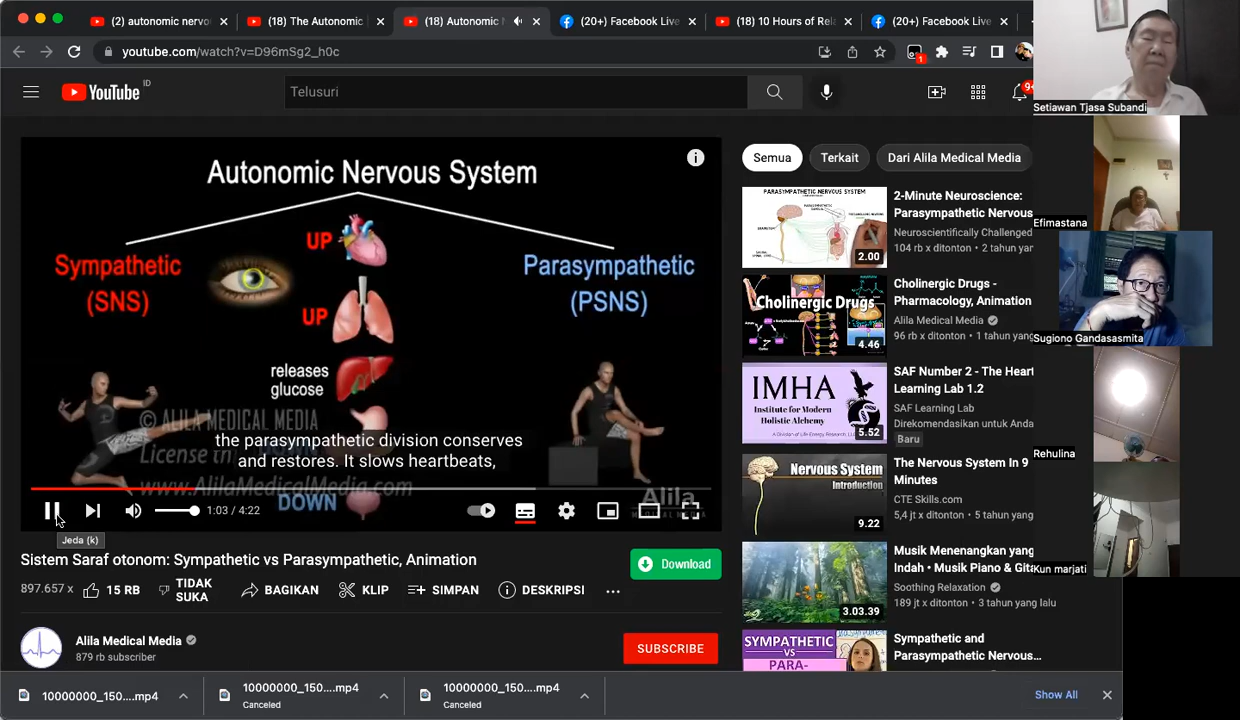 (2) autonomic nervo
(18) The Autonomic
(18) Autonomic N
(20+) Facebook Live
(18) 10 Hours of Rela
(20+) Facebook Live
youtube.com/watch?v=D96mSg2_h0c
1
YouTube ID
Telusuri
9+
Autonomic Nervous System
UP
Sympathetic
(SNS)
Parasympathetic
(PSNS)
UP
releases
glucose
© ALILA MEDICAL MEDIA
the parasympathetic division conserves
and restores. It slows heartbeats,
www.AlilaMedicalMedia.com
Alila
DOWN
1:03 / 4:22
Jeda (k)
Sistem Saraf otonom: Sympathetic vs Parasympathetic, Animation
Download
897.657 x
15 RB
TIDAK
SUKA
BAGIKAN
KLIP
SIMPAN
DESKRIPSI
Alila Medical Media
879 rb subscriber
SUBSCRIBE
Semua
Terkait
Dari Alila Medical Media
PARASYMPATHETIC NERVOUS SYSTEM
2.00
2-Minute Neuroscience:
Parasympathetic Nervous
Neuroscientifically Challenged
104 rb x ditonton • 2 tahun yan
Cholinergic Drugs
4.46
Cholinergic Drugs -
Pharmacology, Animation
Alila Medical Media
96 rb x ditonton • 1 tahun yang
IMHA
Institute for Modern
Holistic Alchemy
5.52
SAF Number 2 - The Heart
Learning Lab 1.2
SAF Learning Lab
Direkomendasikan untuk Anda
Baru
Nervous System
Introduction
9.22
The Nervous System In 9
Minutes
CTE Skills.com
5,4 jt x ditonton • 5 tahun yang
3.03.39
Musik Menenangkan yang
Indah • Musik Piano & Gita
Soothing Relaxation
189 jt x ditonton • 3 tahun yang lalu
SYMPATHETIC
VS
PARA-
Sympathetic and
Parasympathetic Nervous...
Setiawan Tjasa Subandi
Efimastana
Sugiono Gandasasmita
Rehulina
Kun marjati
10000000_150....mp4
10000000_150....mp4
Canceled
10000000_150....mp4
Canceled
Show All